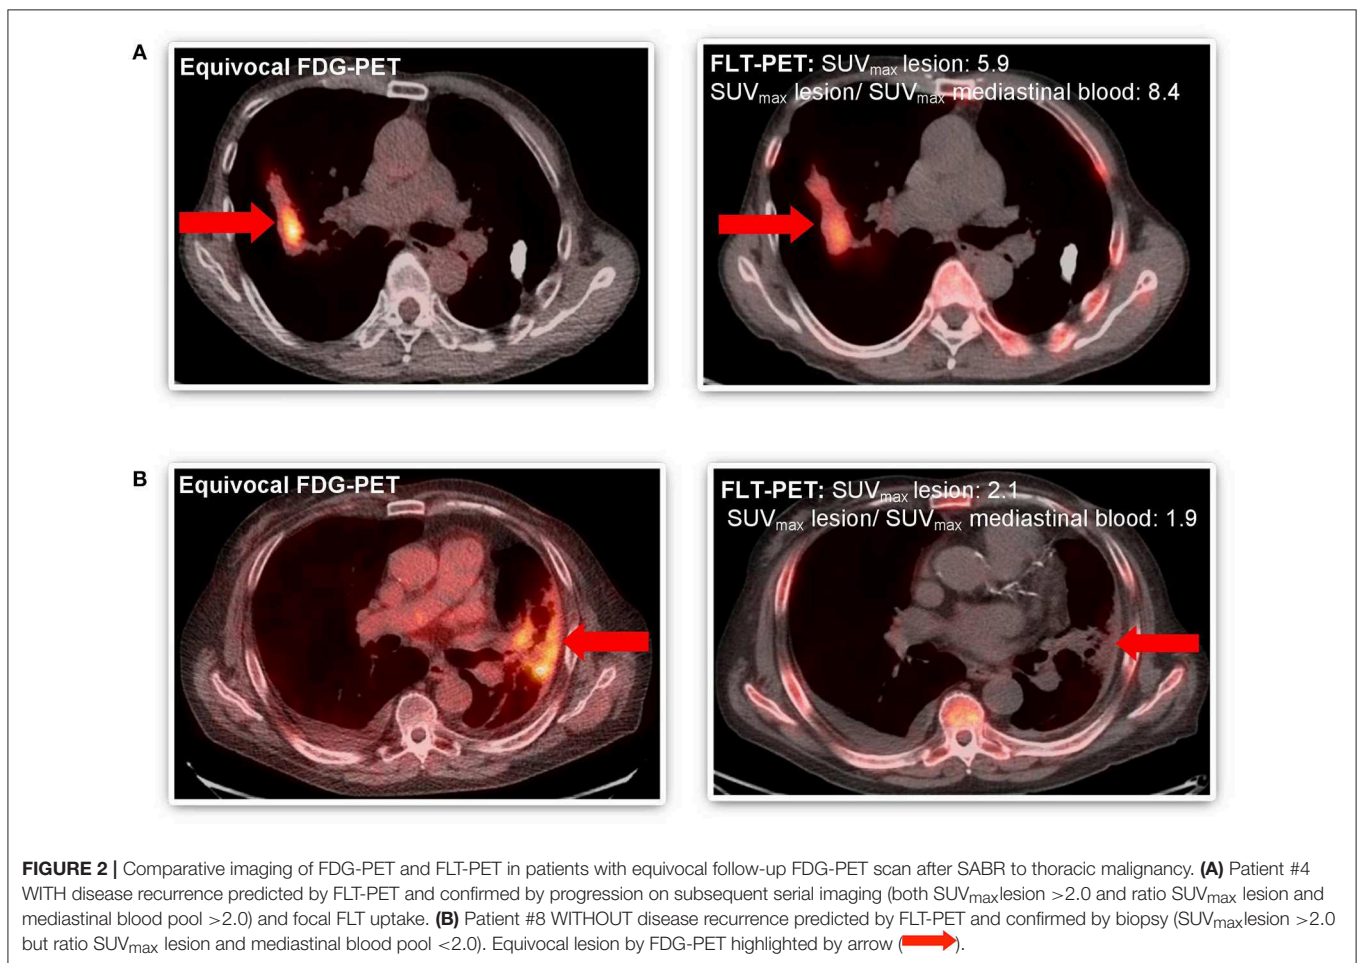 A
Equivocal FDG-PET
FLT-PET: SUVmax lesion: 5.9
SUVmax lesion/ SUVmax mediastinal blood: 8.4
B
Equivocal FDG-PET
FLT-PET: SUVmax lesion: 2.1
SUVmax lesion/ SUVmax mediastinal blood: 1.9
FIGURE 2 | Comparative imaging of FDG-PET and FLT-PET in patients with equivocal follow-up FDG-PET scan after SABR to thoracic malignancy. (A) Patient #4
WITH disease recurrence predicted by FLT-PET and confirmed by progression on subsequent serial imaging (both SUVmaxlesion >2.0 and ratio SUVmax lesion and
mediastinal blood pool >2.0) and focal FLT uptake. (B) Patient #8 WITHOUT disease recurrence predicted by FLT-PET and confirmed by biopsy (SUVmaxlesion >2.0
but ratio SUVmax lesion and mediastinal blood pool <2.0). Equivocal lesion by FDG-PET highlighted by arrow ( ).